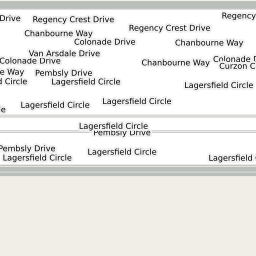 Drive
Regency Crest Drive
Regency
Regency Crest Drive
Chanbourne Way
Colonade Drive
Chanbourne Way
Van Arsdale Drive
Colonade Drive
Colonade
Chanbourne Way
Curzon
Way
Pembsly Drive
Circle
Lagersfield Circle
Lagersfield Circle
Lagersfield Circle
Lagersfield Circle
Lagersfield Circle
Pembsly Drive
Pembsly Drive
Lagersfield Circle
Lagersfield Circle
Lagersfield